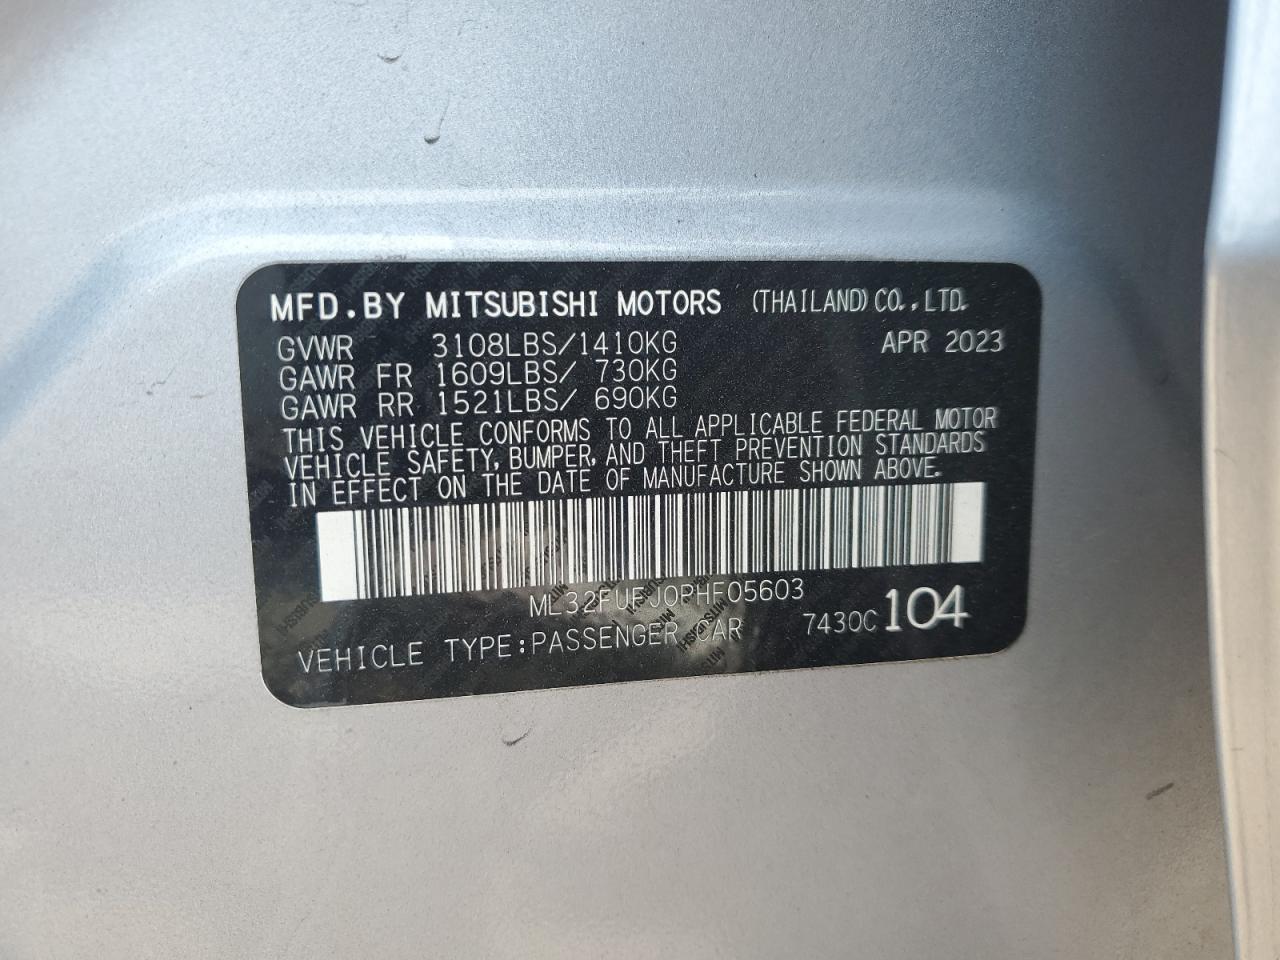 MFD.BY MITSUBISHI MOTORS (THAILAND) CO., LTD.
GVWR 3108LBS/1410KG APR 2023
GAWR FR 1609LBS/ 730KG
GAWR RR 1521LBS/ 690KG
THIS VEHICLE CONFORMS TO ALL APPLICABLE FEDERAL MOTOR
VEHICLE SAFETY, BUMPER, AND THEFT PREVENTION STANDARDS
IN EFFECT ON THE DATE OF MANUFACTURE SHOWN ABOVE.
ML32FUFJ0PHF05603
VEHICLE TYPE:PASSENGER CAR 7430C 104